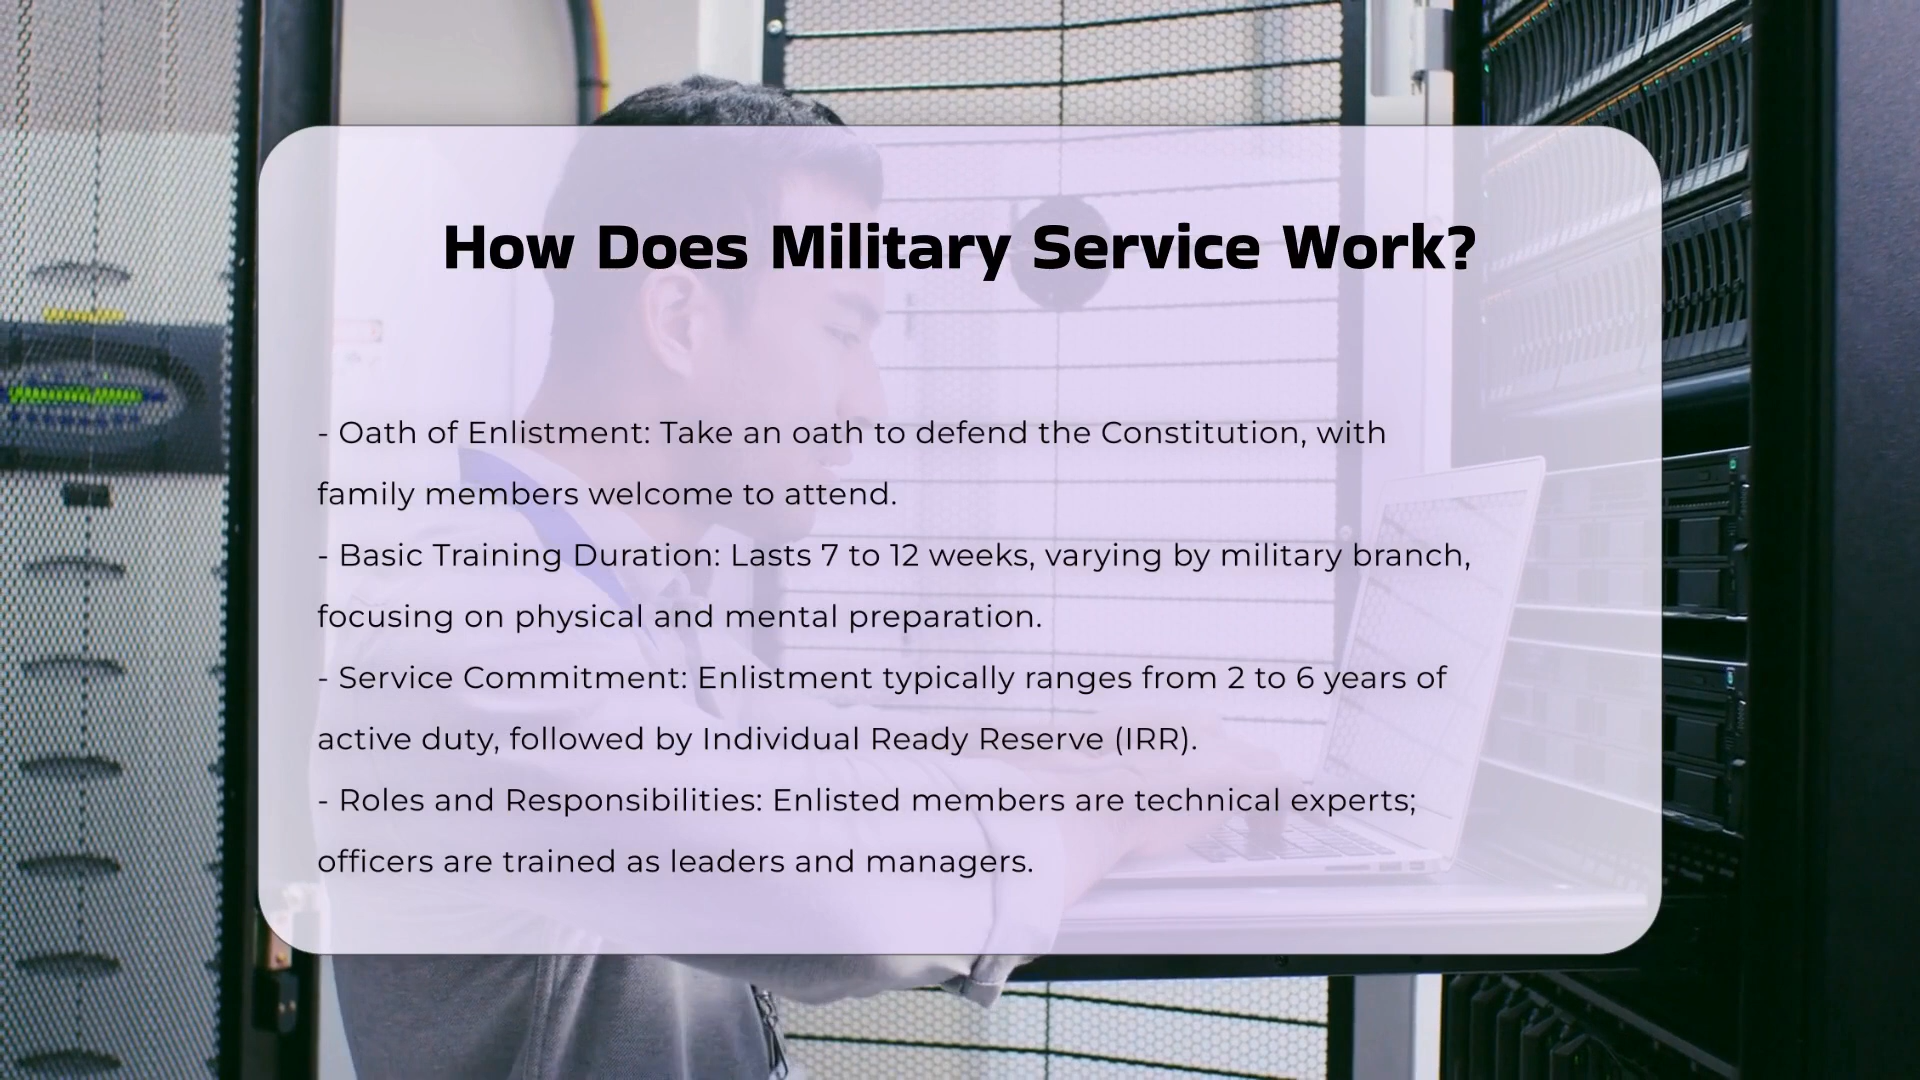 How Does Military Service Work?
- Oath of Enlistment: Take an oath to defend the Constitution, with
family members welcome to attend.
- Basic Training Duration: Lasts 7 to 12 weeks, varying by military branch,
focusing on physical and mental preparation.
- Service Commitment: Enlistment typically ranges from 2 to 6 years of
active duty, followed by Individual Ready Reserve (IRR).
- Roles and Responsibilities: Enlisted members are technical experts;
officers are trained as leaders and managers.